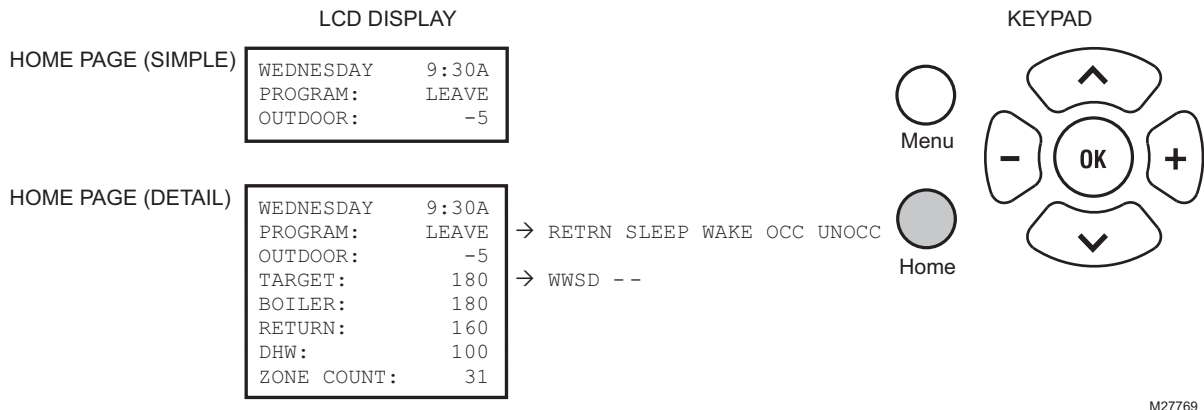 LCD DISPLAY
KEYPAD
HOME PAGE (SIMPLE)
WEDNESDAY 9:30A
PROGRAM: LEAVE
OUTDOOR: -5
Menu
- OK +
HOME PAGE (DETAIL)
WEDNESDAY 9:30A
PROGRAM: LEAVE → RETRN SLEEP WAKE OCC UNOCC
OUTDOOR: -5
TARGET: 180 → WWSD --
BOILER: 180
RETURN: 160
DHW: 100
ZONE COUNT: 31
Home
M27769